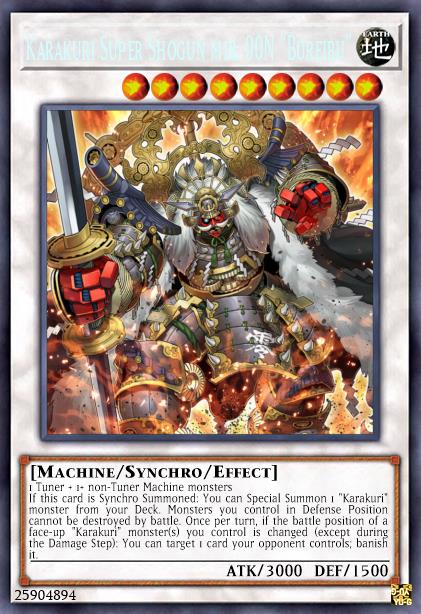 Karakuri Super Shogun mdl 00N "Bureibu"
EARTH
地
[Machine/Synchro/Effect]
1 Tuner + 1+ non-Tuner Machine monsters
If this card is Synchro Summoned: You can Special Summon 1 "Karakuri"
monster from your Deck. Monsters you control in Defense Position
cannot be destroyed by battle. Once per turn, if the battle position of a
face-up "Karakuri" monster(s) you control is changed (except during
the Damage Step): You can target 1 card your opponent controls; banish
it.
ATK/3000 DEF/1500
25904894